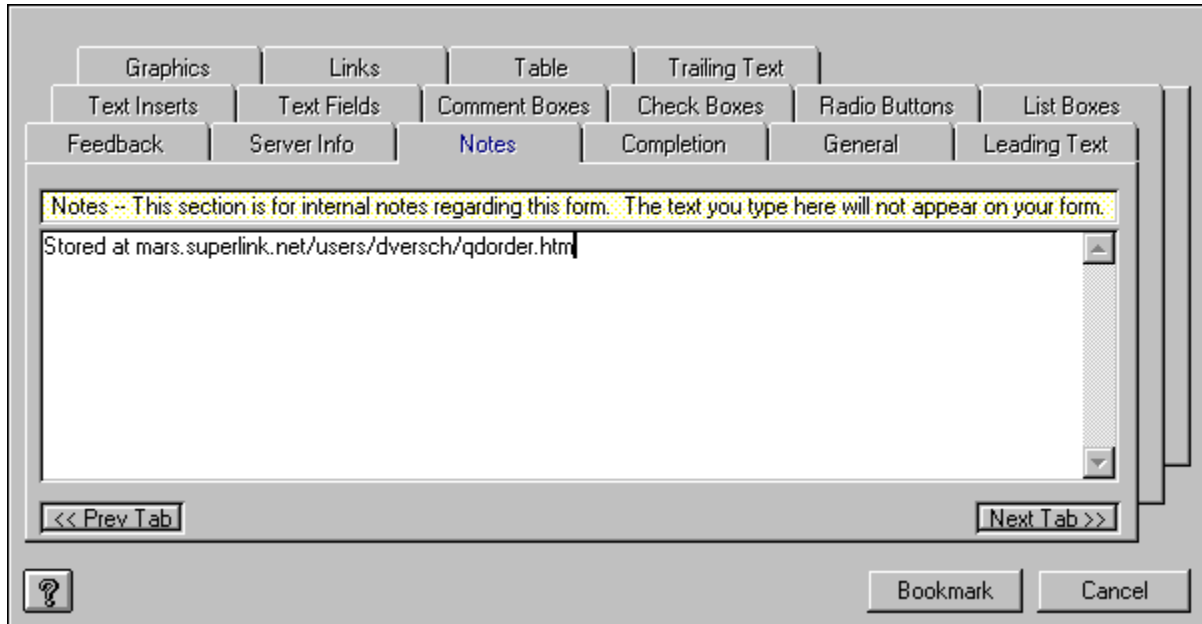 Graphics Links Table Trailing Text
Text Inserts Text Fields Comment Boxes Check Boxes Radio Buttons List Boxes
Feedback Server Info Notes Completion General Leading Text
Notes -- This section is for internal notes regarding this form.  The text you type here will not appear on your form.
Stored at mars.superlink.net/users/dversch/qdorder.htm
<< Prev Tab Next Tab >>
? Bookmark Cancel